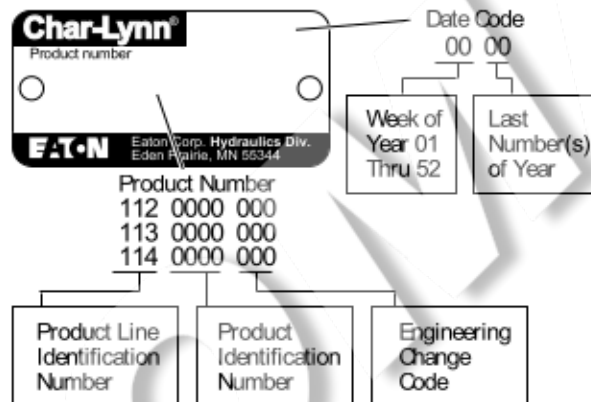 Char-Lynn®
Product number
EATON
Eaton Corp. Hydraulics Div.
Eden Prairie, MN 55344
Date Code
00 00
Week of
Year 01
Thru 52
Last
Number(s)
of Year
Product Number
112 0000 000
113 0000 000
114 0000 000
Product Line
Identification
Number
Product
Identification
Number
Engineering
Change
Code